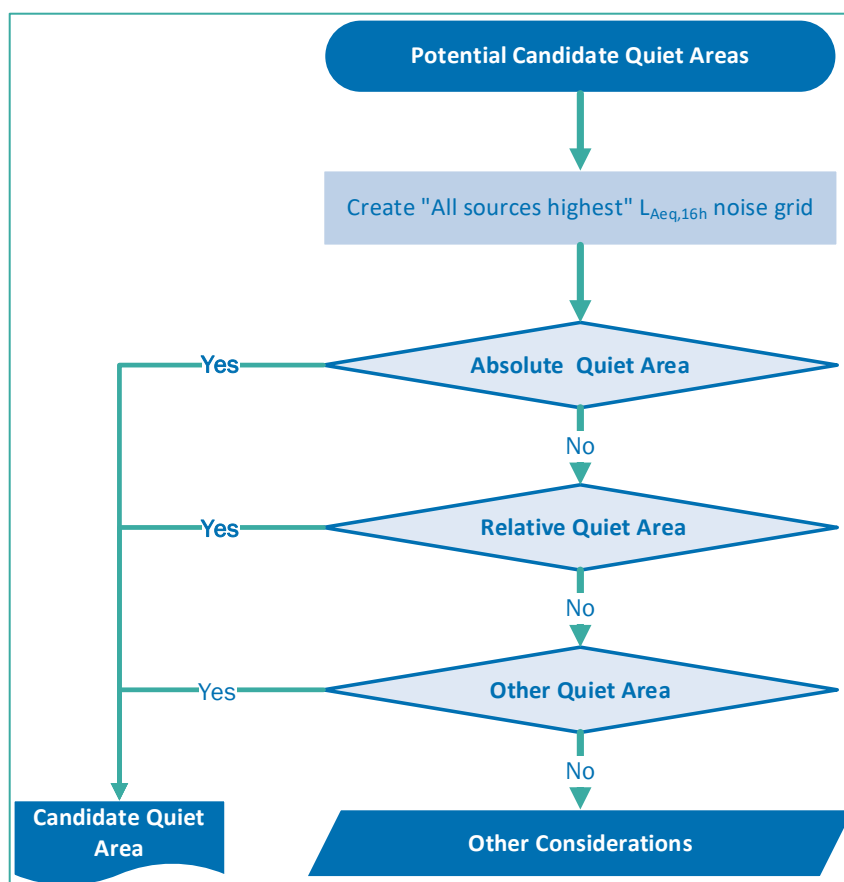 Potential Candidate Quiet Areas
Create "All sources highest" LAeq,16h noise grid
Yes
Absolute Quiet Area
No
Yes
Relative Quiet Area
No
Yes
Other Quiet Area
No
Candidate Quiet
Area
Other Considerations